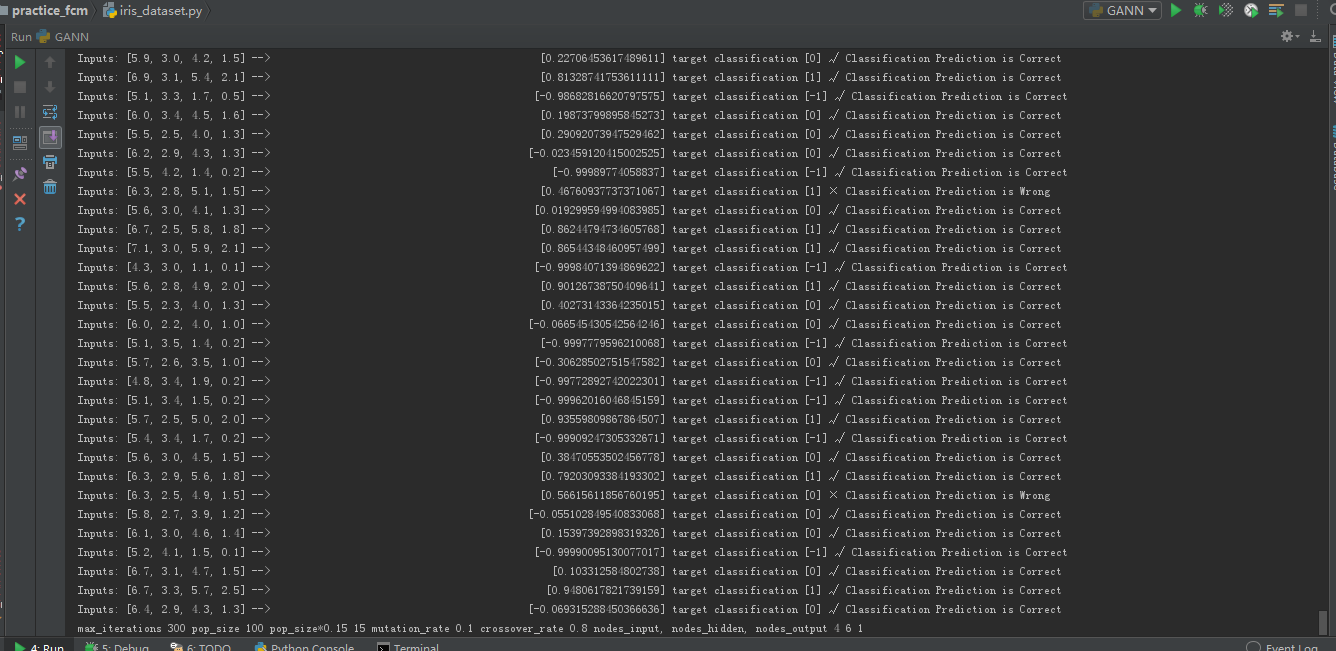 practice_fcm iris_dataset.py GANN
Run GANN
Inputs: [5.9, 3.0, 4.2, 1.5] --> [0.22706453617489611] target classification [0] √ Classification Prediction is Correct
Inputs: [6.9, 3.1, 5.4, 2.1] --> [0.81328741753611111] target classification [1] √ Classification Prediction is Correct
Inputs: [5.1, 3.3, 1.7, 0.5] --> [-0.98682816620797575] target classification [-1] √ Classification Prediction is Correct
Inputs: [6.0, 3.4, 4.5, 1.6] --> [0.19873799895845273] target classification [0] √ Classification Prediction is Correct
Inputs: [5.5, 2.5, 4.0, 1.3] --> [0.29092073947529462] target classification [0] √ Classification Prediction is Correct
Inputs: [6.2, 2.9, 4.3, 1.3] --> [-0.023459120415002525] target classification [0] √ Classification Prediction is Correct
Inputs: [5.5, 4.2, 1.4, 0.2] --> [-0.99989774058837] target classification [-1] √ Classification Prediction is Correct
Inputs: [6.3, 2.8, 5.1, 1.5] --> [0.46760937737371067] target classification [1] × Classification Prediction is Wrong
Inputs: [5.6, 3.0, 4.1, 1.3] --> [0.019299594994083985] target classification [0] √ Classification Prediction is Correct
Inputs: [6.7, 2.5, 5.8, 1.8] --> [0.86244794734605768] target classification [1] √ Classification Prediction is Correct
Inputs: [7.1, 3.0, 5.9, 2.1] --> [0.86544348460957499] target classification [1] √ Classification Prediction is Correct
Inputs: [4.3, 3.0, 1.1, 0.1] --> [-0.99984071394869622] target classification [-1] √ Classification Prediction is Correct
Inputs: [5.6, 2.8, 4.9, 2.0] --> [0.90126738750409641] target classification [1] √ Classification Prediction is Correct
Inputs: [5.5, 2.3, 4.0, 1.3] --> [0.40273143364235015] target classification [0] √ Classification Prediction is Correct
Inputs: [6.0, 2.2, 4.0, 1.0] --> [-0.066545430542564246] target classification [0] √ Classification Prediction is Correct
Inputs: [5.1, 3.5, 1.4, 0.2] --> [-0.9997779596210068] target classification [-1] √ Classification Prediction is Correct
Inputs: [5.7, 2.6, 3.5, 1.0] --> [-0.30628502751547582] target classification [0] √ Classification Prediction is Correct
Inputs: [4.8, 3.4, 1.9, 0.2] --> [-0.99772892742022301] target classification [-1] √ Classification Prediction is Correct
Inputs: [5.1, 3.4, 1.5, 0.2] --> [-0.99962016046845159] target classification [-1] √ Classification Prediction is Correct
Inputs: [5.7, 2.5, 5.0, 2.0] --> [0.93559809867864507] target classification [1] √ Classification Prediction is Correct
Inputs: [5.4, 3.4, 1.7, 0.2] --> [-0.99909247305332671] target classification [-1] √ Classification Prediction is Correct
Inputs: [5.6, 3.0, 4.5, 1.5] --> [0.38470553502456778] target classification [0] √ Classification Prediction is Correct
Inputs: [6.3, 2.9, 5.6, 1.8] --> [0.79203093384193302] target classification [1] √ Classification Prediction is Correct
Inputs: [6.3, 2.5, 4.9, 1.5] --> [0.56615611856760195] target classification [0] × Classification Prediction is Wrong
Inputs: [5.8, 2.7, 3.9, 1.2] --> [-0.055102849540833068] target classification [0] √ Classification Prediction is Correct
Inputs: [6.1, 3.0, 4.6, 1.4] --> [0.15397392898319326] target classification [0] √ Classification Prediction is Correct
Inputs: [5.2, 4.1, 1.5, 0.1] --> [-0.99990095130077017] target classification [-1] √ Classification Prediction is Correct
Inputs: [6.7, 3.1, 4.7, 1.5] --> [0.103312584802738] target classification [0] √ Classification Prediction is Correct
Inputs: [6.7, 3.3, 5.7, 2.5] --> [0.9480617821739159] target classification [1] √ Classification Prediction is Correct
Inputs: [6.4, 2.9, 4.3, 1.3] --> [-0.069315288450366636] target classification [0] √ Classification Prediction is Correct
max_iterations 300 pop_size 100 pop_size*0.15 15 mutation_rate 0.1 crossover_rate 0.8 nodes_input, nodes_hidden, nodes_output 4 6 1
4: Run 5: Debug 6: TODO Python Console Terminal Event Log